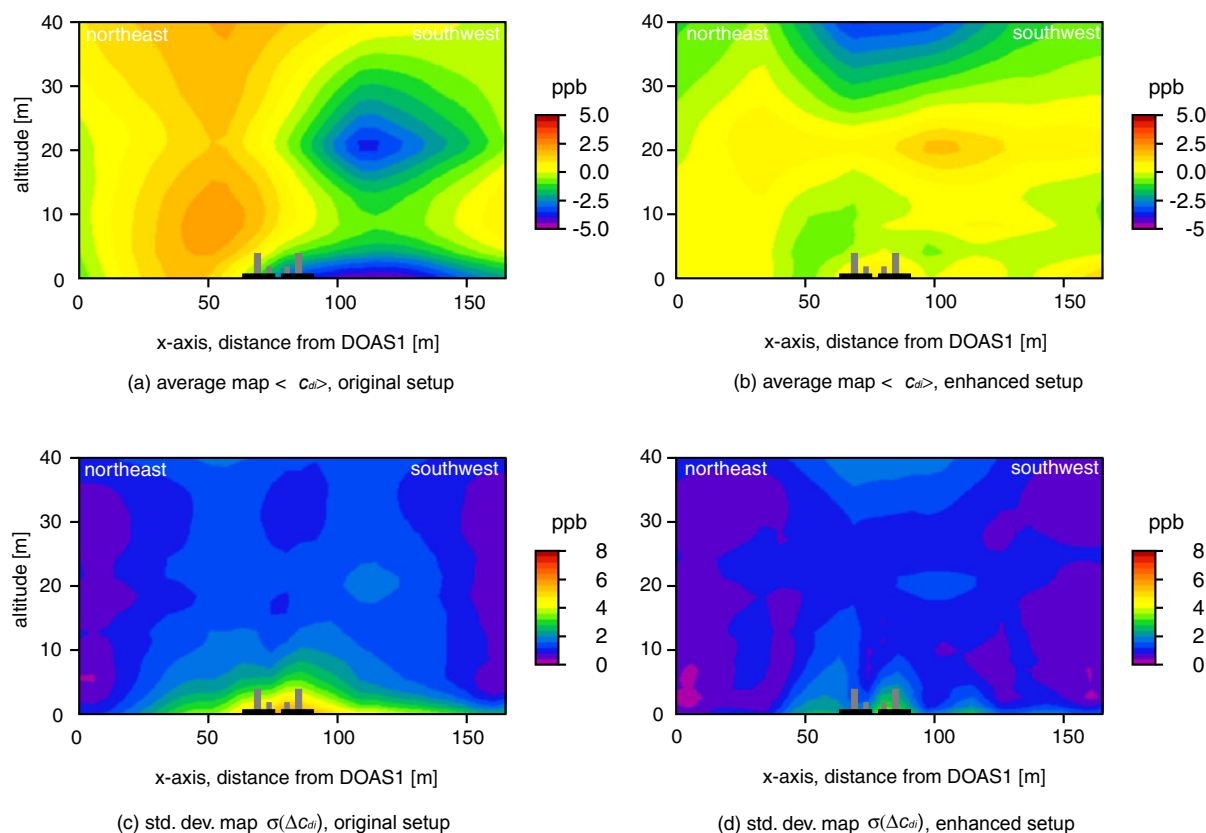 40
30
20
10
0
northeast
southwest
altitude [m]
0
50
100
150
x-axis, distance from DOAS1 [m]
ppb
5.0
2.5
0.0
-2.5
-5.0
(a) average map < c_di>, original setup
40
30
20
10
0
northeast
southwest
0
50
100
150
x-axis, distance from DOAS1 [m]
ppb
5.0
2.5
0.0
-2.5
-5
(b) average map < c_di>, enhanced setup
40
30
20
10
0
northeast
southwest
altitude [m]
0
50
100
150
x-axis, distance from DOAS1 [m]
ppb
8
6
4
2
0
(c) std. dev. map σ(Δc_di), original setup
40
30
20
10
0
northeast
southwest
0
50
100
150
x-axis, distance from DOAS1 [m]
ppb
8
6
4
2
0
(d) std. dev. map σ(Δc_di), enhanced setup